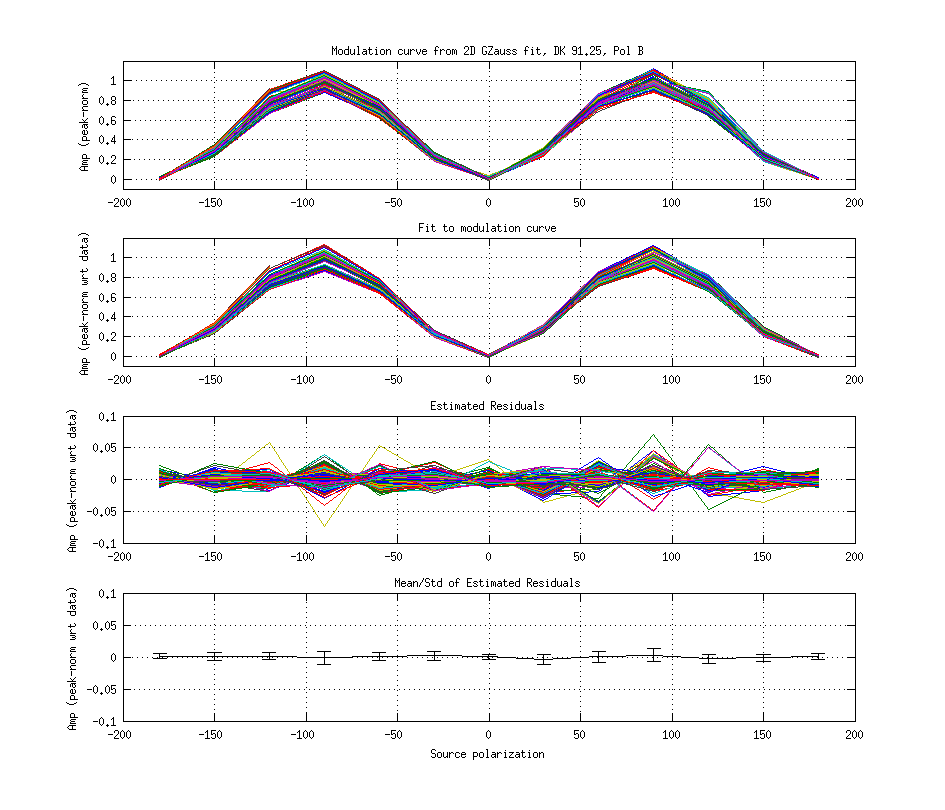 Modulation curve from 2D GZauss fit, DK 91.25, Pol B
Amp (peak-norm)
1
0.8
0.6
0.4
0.2
0
-200 -150 -100 -50 0 50 100 150 200
Fit to modulation curve
Amp (peak-norm wrt data)
1
0.8
0.6
0.4
0.2
0
-200 -150 -100 -50 0 50 100 150 200
Estimated Residuals
Amp (peak-norm wrt data)
0.1
0.05
0
-0.05
-0.1
-200 -150 -100 -50 0 50 100 150 200
Mean/Std of Estimated Residuals
Amp (peak-norm wrt data)
0.1
0.05
0
-0.05
-0.1
-200 -150 -100 -50 0 50 100 150 200
Source polarization